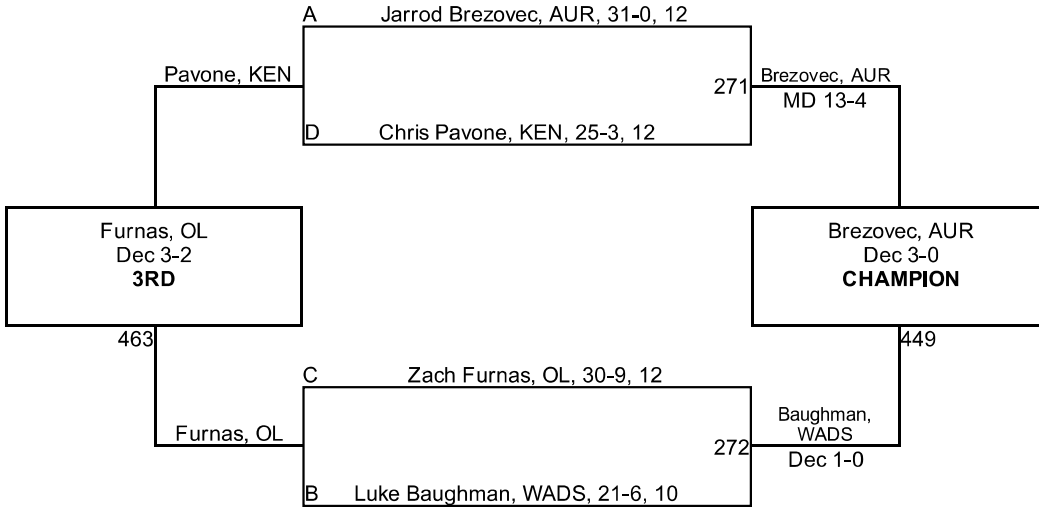 A Jarrod Brezovec, AUR, 31-0, 12
Pavone, KEN
271
Brezovec, AUR
MD 13-4
D Chris Pavone, KEN, 25-3, 12
Furnas, OL
Dec 3-2
3RD
Brezovec, AUR
Dec 3-0
CHAMPION
463
449
C Zach Furnas, OL, 30-9, 12
Furnas, OL
272
Baughman,
WADS
Dec 1-0
B Luke Baughman, WADS, 21-6, 10